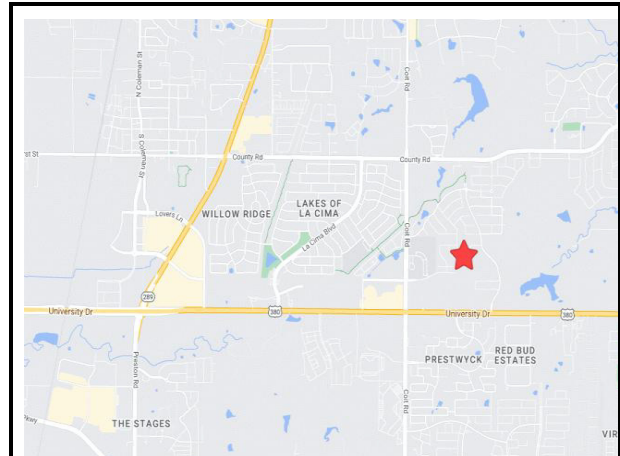 N Coleman St
Coit Rd
S Coleman St
rst St
County Rd
County Rd
Lovers Ln
WILLOW RIDGE
LAKES OF
LA CIMA
La Cima Blvd
Coit Rd
289
University Dr
380
University Dr
380
Preston Rd
PRESTWYCK
RED BUD
ESTATES
Coit Rd
THE STAGES
VIR